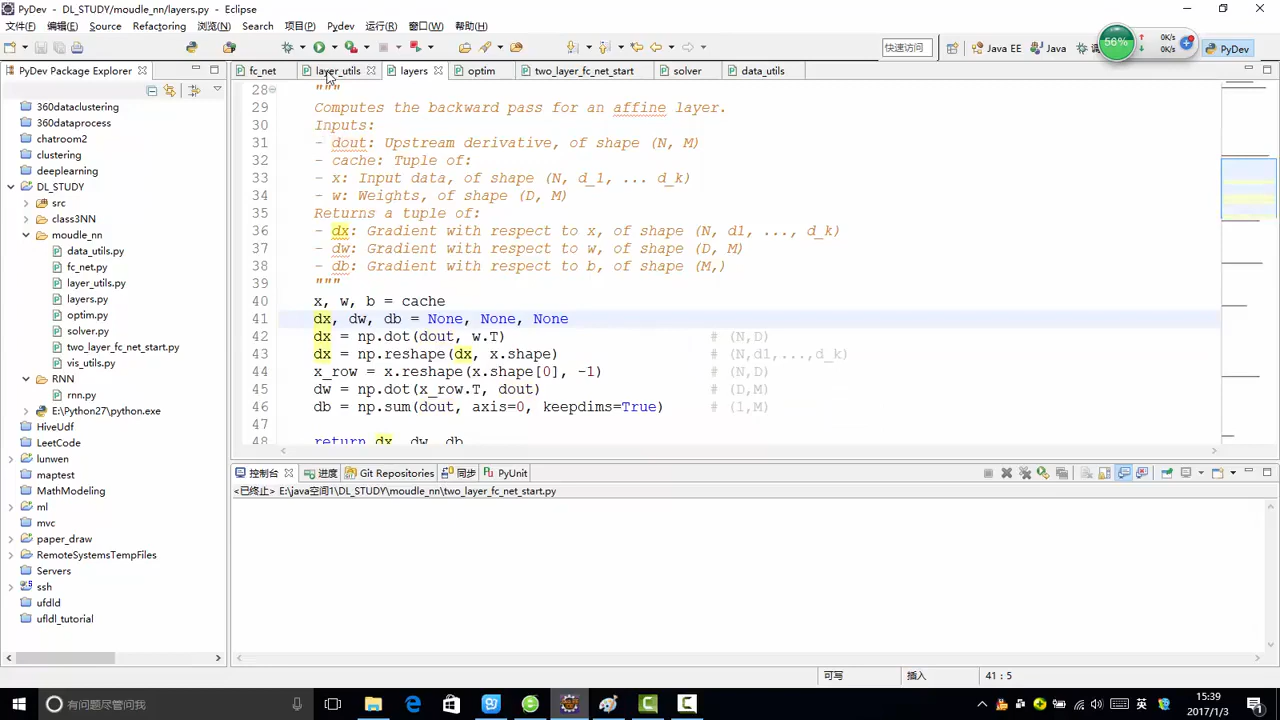 PyDev - DL_STUDY/moudle_nn/layers.py - Eclipse
文件(F) 编辑(E) Source Refactoring 浏览(N) Search 项目(P) Pydev 运行(R) 窗口(W) 帮助(H)
快速访问 Java EE Java PyDev
56% 0K/s 0K/s
PyDev Package Explorer
fc_net layer_utils layers optim two_layer_fc_net_start solver data_utils
360dataclustering
360dataprocess
chatroom2
clustering
deeplearning
DL_STUDY
src
class3NN
moudle_nn
data_utils.py
fc_net.py
layer_utils.py
layers.py
optim.py
solver.py
two_layer_fc_net_start.py
vis_utils.py
RNN
rnn.py
E:\Python27\python.exe
HiveUdf
LeetCode
lunwen
maptest
MathModeling
ml
mvc
paper_draw
RemoteSystemsTempFiles
Servers
ssh
ufdld
ufldl_tutorial
28 """
29 Computes the backward pass for an affine layer.
30 Inputs:
31 - dout: Upstream derivative, of shape (N, M)
32 - cache: Tuple of:
33 - x: Input data, of shape (N, d_1, ... d_k)
34 - w: Weights, of shape (D, M)
35 Returns a tuple of:
36 - dx: Gradient with respect to x, of shape (N, d1, ..., d_k)
37 - dw: Gradient with respect to w, of shape (D, M)
38 - db: Gradient with respect to b, of shape (M,)
39 """
40 x, w, b = cache
41 dx, dw, db = None, None, None
42 dx = np.dot(dout, w.T) # (N,D)
43 dx = np.reshape(dx, x.shape) # (N,d1,...,d_k)
44 x_row = x.reshape(x.shape[0], -1) # (N,D)
45 dw = np.dot(x_row.T, dout) # (D,M)
46 db = np.sum(dout, axis=0, keepdims=True) # (1,M)
47
48 return dx, dw, db
控制台 进度 Git Repositories 同步 PyUnit
<已终止> E:\java空间1\DL_STUDY\moudle_nn\two_layer_fc_net_start.py
可写 插入 41 : 5
有问题尽管问我
英
15:39
2017/1/3